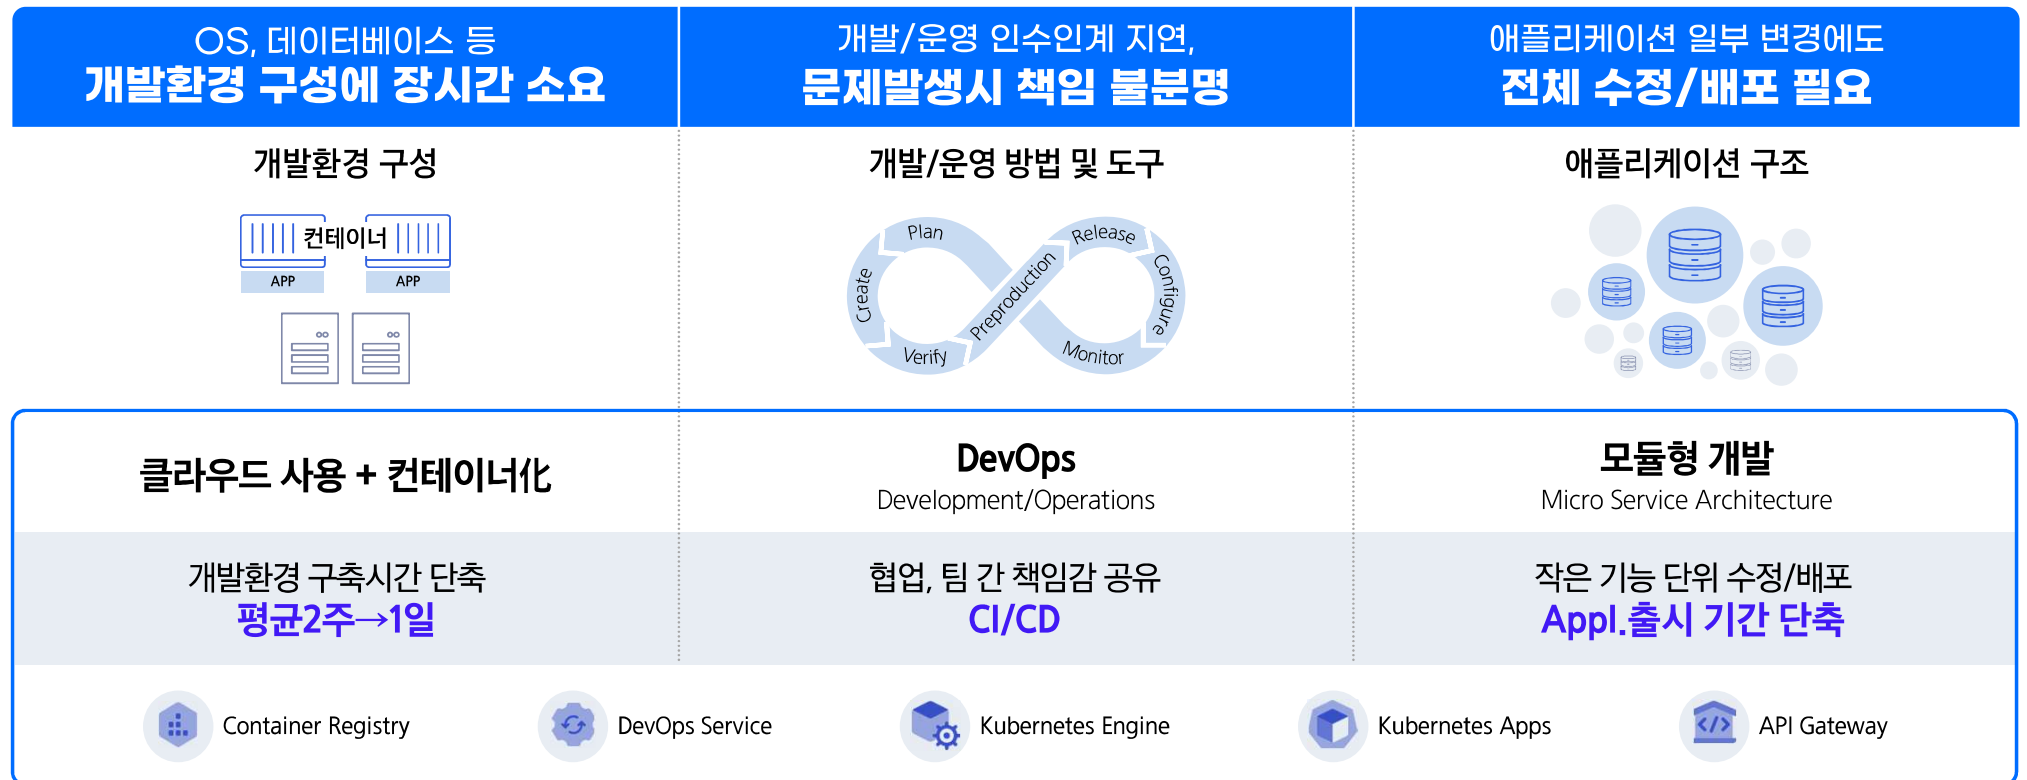 OS, 데이터베이스 등
개발환경 구성에 장시간 소요
개발/운영 인수인계 지연,
문제발생시 책임 불분명
애플리케이션 일부 변경에도
전체 수정/배포 필요
개발환경 구성
컨테이너
APP
APP
개발/운영 방법 및 도구
Plan
Create
Verify
Preproduction
Release
Configure
Monitor
애플리케이션 구조
클라우드 사용 + 컨테이너化
DevOps
Development/Operations
모듈형 개발
Micro Service Architecture
개발환경 구축시간 단축
평균2주→1일
협업, 팀 간 책임감 공유
CI/CD
작은 기능 단위 수정/배포
Appl.출시 기간 단축
Container Registry
DevOps Service
Kubernetes Engine
Kubernetes Apps
API Gateway